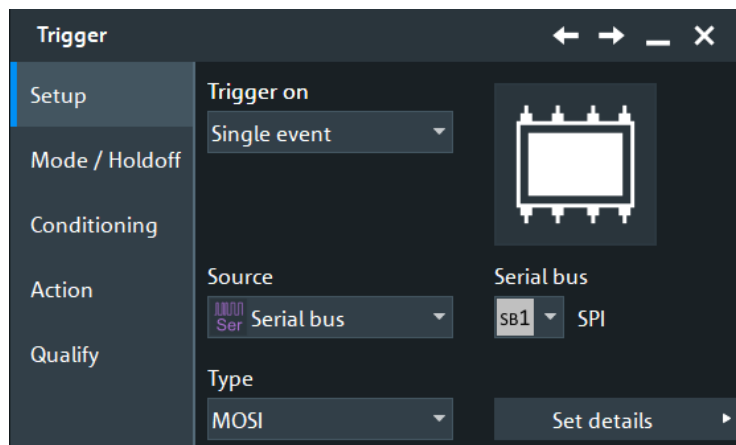 Trigger
Setup
Mode / Holdoff
Conditioning
Action
Qualify
Trigger on
Single event
Source
Serial bus
Ser Serial bus
SB1 SPI
Type
MOSI
Set details